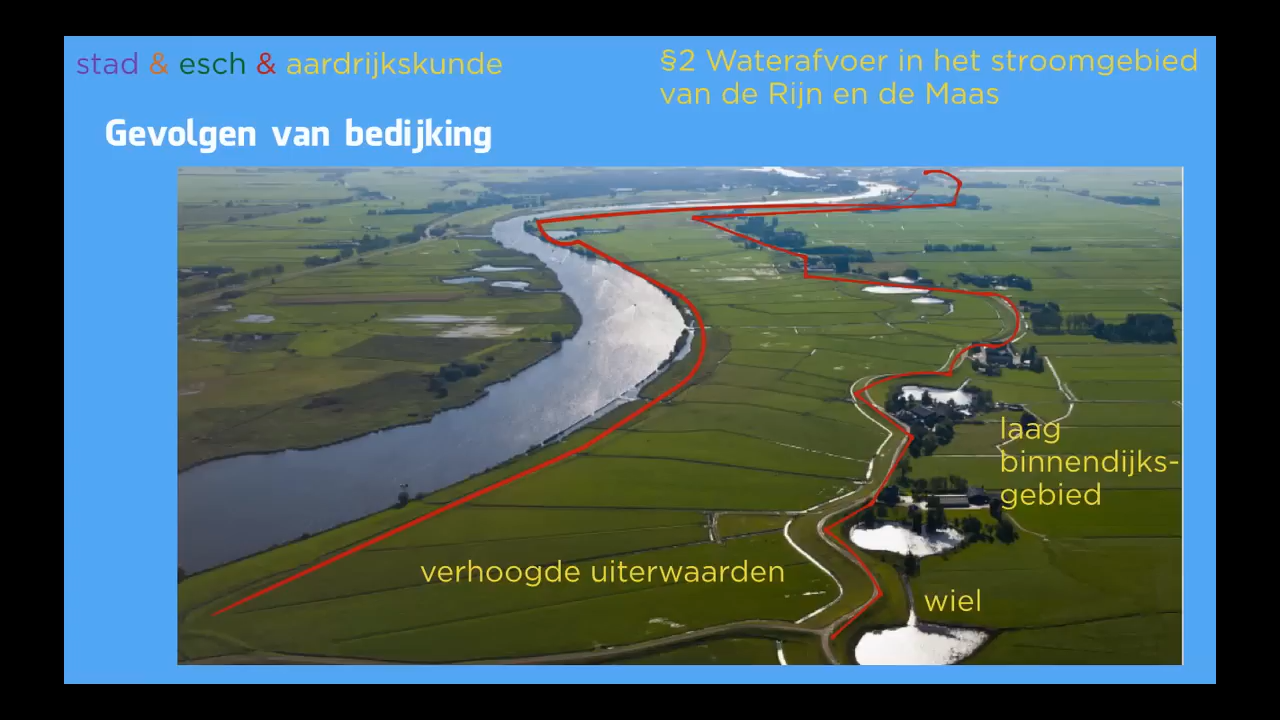 stad & esch & aardrijkskunde
§2 Waterafvoer in het stroomgebied
van de Rijn en de Maas
Gevolgen van bedijking
laag
binnendijks-
gebied
verhoogde uiterwaarden
wiel